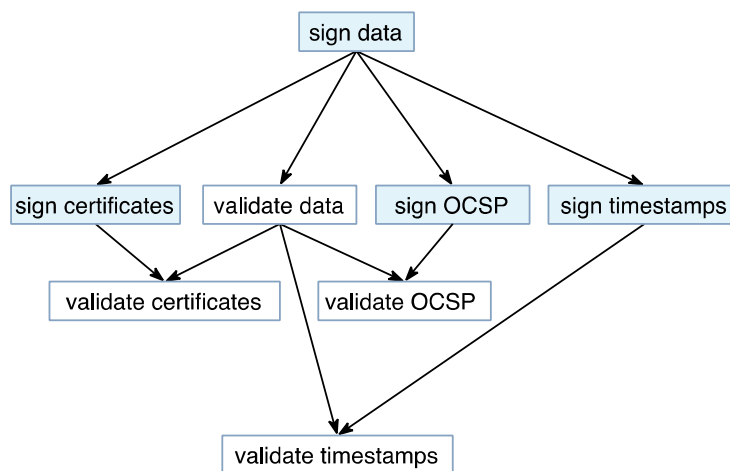 sign data
sign certificates
validate data
sign OCSP
sign timestamps
validate certificates
validate OCSP
validate timestamps